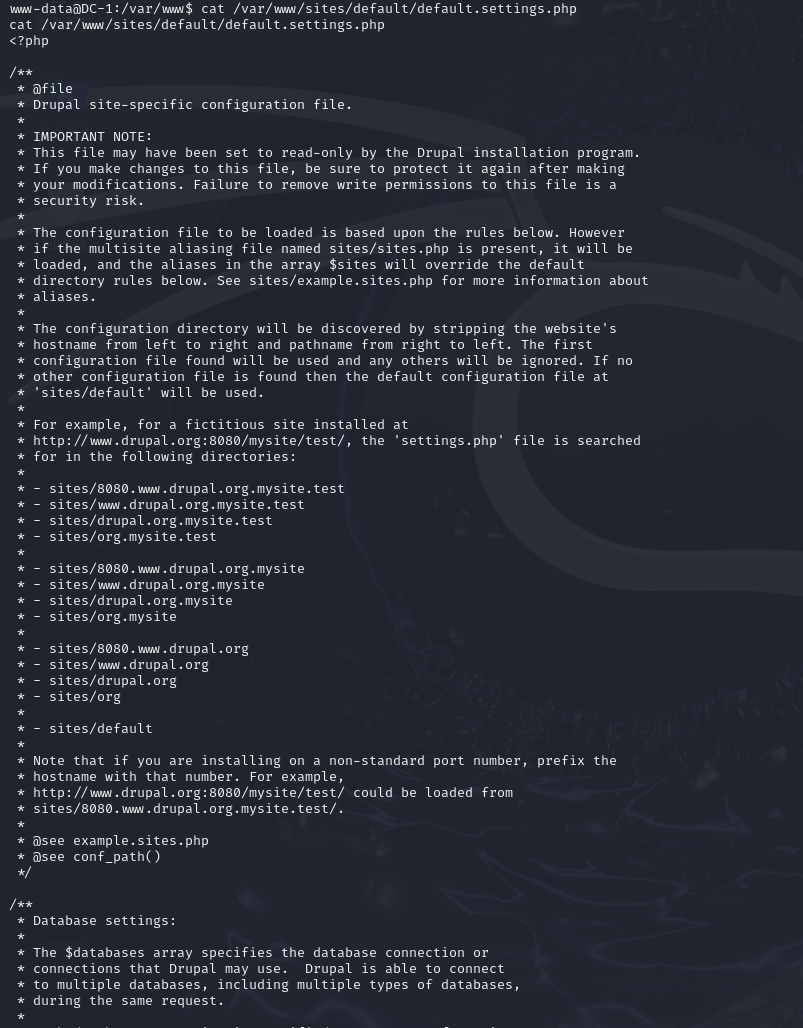 www-data@DC-1:/var/www$ cat /var/www/sites/default/default.settings.php
cat /var/www/sites/default/default.settings.php
<?php

/**
 * @file
 * Drupal site-specific configuration file.
 *
 * IMPORTANT NOTE:
 * This file may have been set to read-only by the Drupal installation program.
 * If you make changes to this file, be sure to protect it again after making
 * your modifications. Failure to remove write permissions to this file is a
 * security risk.
 *
 * The configuration file to be loaded is based upon the rules below. However
 * if the multisite aliasing file named sites/sites.php is present, it will be
 * loaded, and the aliases in the array $sites will override the default
 * directory rules below. See sites/example.sites.php for more information about
 * aliases.
 *
 * The configuration directory will be discovered by stripping the website's
 * hostname from left to right and pathname from right to left. The first
 * configuration file found will be used and any others will be ignored. If no
 * other configuration file is found then the default configuration file at
 * 'sites/default' will be used.
 *
 * For example, for a fictitious site installed at
 * http://www.drupal.org:8080/mysite/test/, the 'settings.php' file is searched
 * for in the following directories:
 *
 * - sites/8080.www.drupal.org.mysite.test
 * - sites/www.drupal.org.mysite.test
 * - sites/drupal.org.mysite.test
 * - sites/org.mysite.test
 *
 * - sites/8080.www.drupal.org.mysite
 * - sites/www.drupal.org.mysite
 * - sites/drupal.org.mysite
 * - sites/org.mysite
 *
 * - sites/8080.www.drupal.org
 * - sites/www.drupal.org
 * - sites/drupal.org
 * - sites/org
 *
 * - sites/default
 *
 * Note that if you are installing on a non-standard port number, prefix the
 * hostname with that number. For example,
 * http://www.drupal.org:8080/mysite/test/ could be loaded from
 * sites/8080.www.drupal.org.mysite.test/.
 *
 * @see example.sites.php
 * @see conf_path()
 */

/**
 * Database settings:
 *
 * The $databases array specifies the database connection or
 * connections that Drupal may use.  Drupal is able to connect
 * to multiple databases, including multiple types of databases,
 * during the same request.
 *